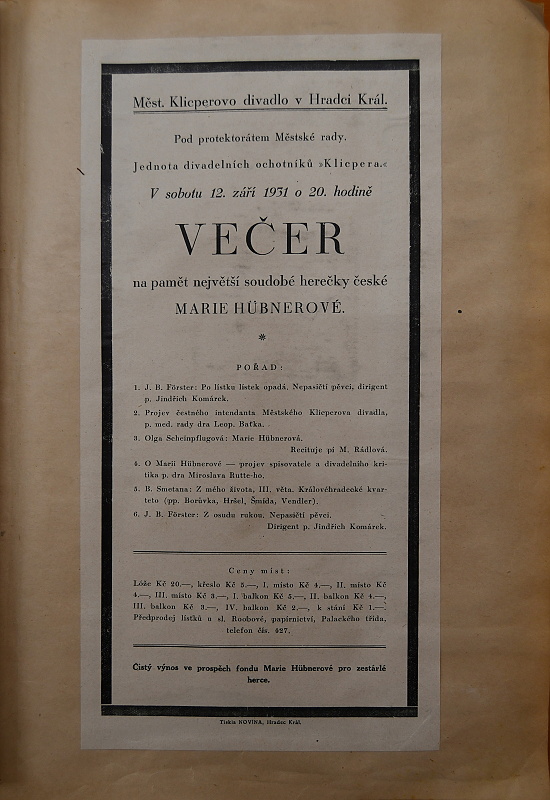 Měst. Klicperovo divadlo v Hradci Král.
Pod protektorátem Městské rady.
Jednota divadelních ochotníků »Klicpera.«
V sobotu 12. září 1931 o 20. hodině
VEČER
na pamět největší soudobé herečky české
MARIE HÜBNEROVÉ.
*
POŘAD:
1. J. B. Förster: Po lístku lístek opadá. Nepasičtí pěvci, dirigent
p. Jindřich Komárek.
2. Projev čestného intendanta Městského Klicperova divadla,
p. med. rady dra Leop. Baťka.
3. Olga Scheinpflugová: Marie Hübnerová.
Recituje pí M. Rádlová.
4. O Marii Hübnerové — projev spisovatele a divadelního kri-
tika p. dra Miroslava Rutte-ho.
5. B. Smetana: Z mého života, III. věta. Královéhradecké kvar-
teto (pp. Borůvka, Hršel, Šmída, Vendler).
6. J. B. Förster: Z osudu rukou. Nepasičtí pěvci.
Dirigent p. Jindřich Komárek.
Ceny míst:
Lóže Kč 20.—, křeslo Kč 5.—, I. místo Kč 4.—, II. místo Kč
4.—, III. místo Kč 3.—, I. balkon Kč 5.—, II. balkon Kč 4.—,
III. balkon Kč 3.—, IV. balkon Kč 2.—, k stání Kč 1.—.
Předprodej lístků u sl. Roobové, papírnictví, Palackého třída,
telefon čís. 427.
Čistý výnos ve prospěch fondu Marie Hübnerové pro zestárlé
herce.
Tiskla NOVINA, Hradec Král.